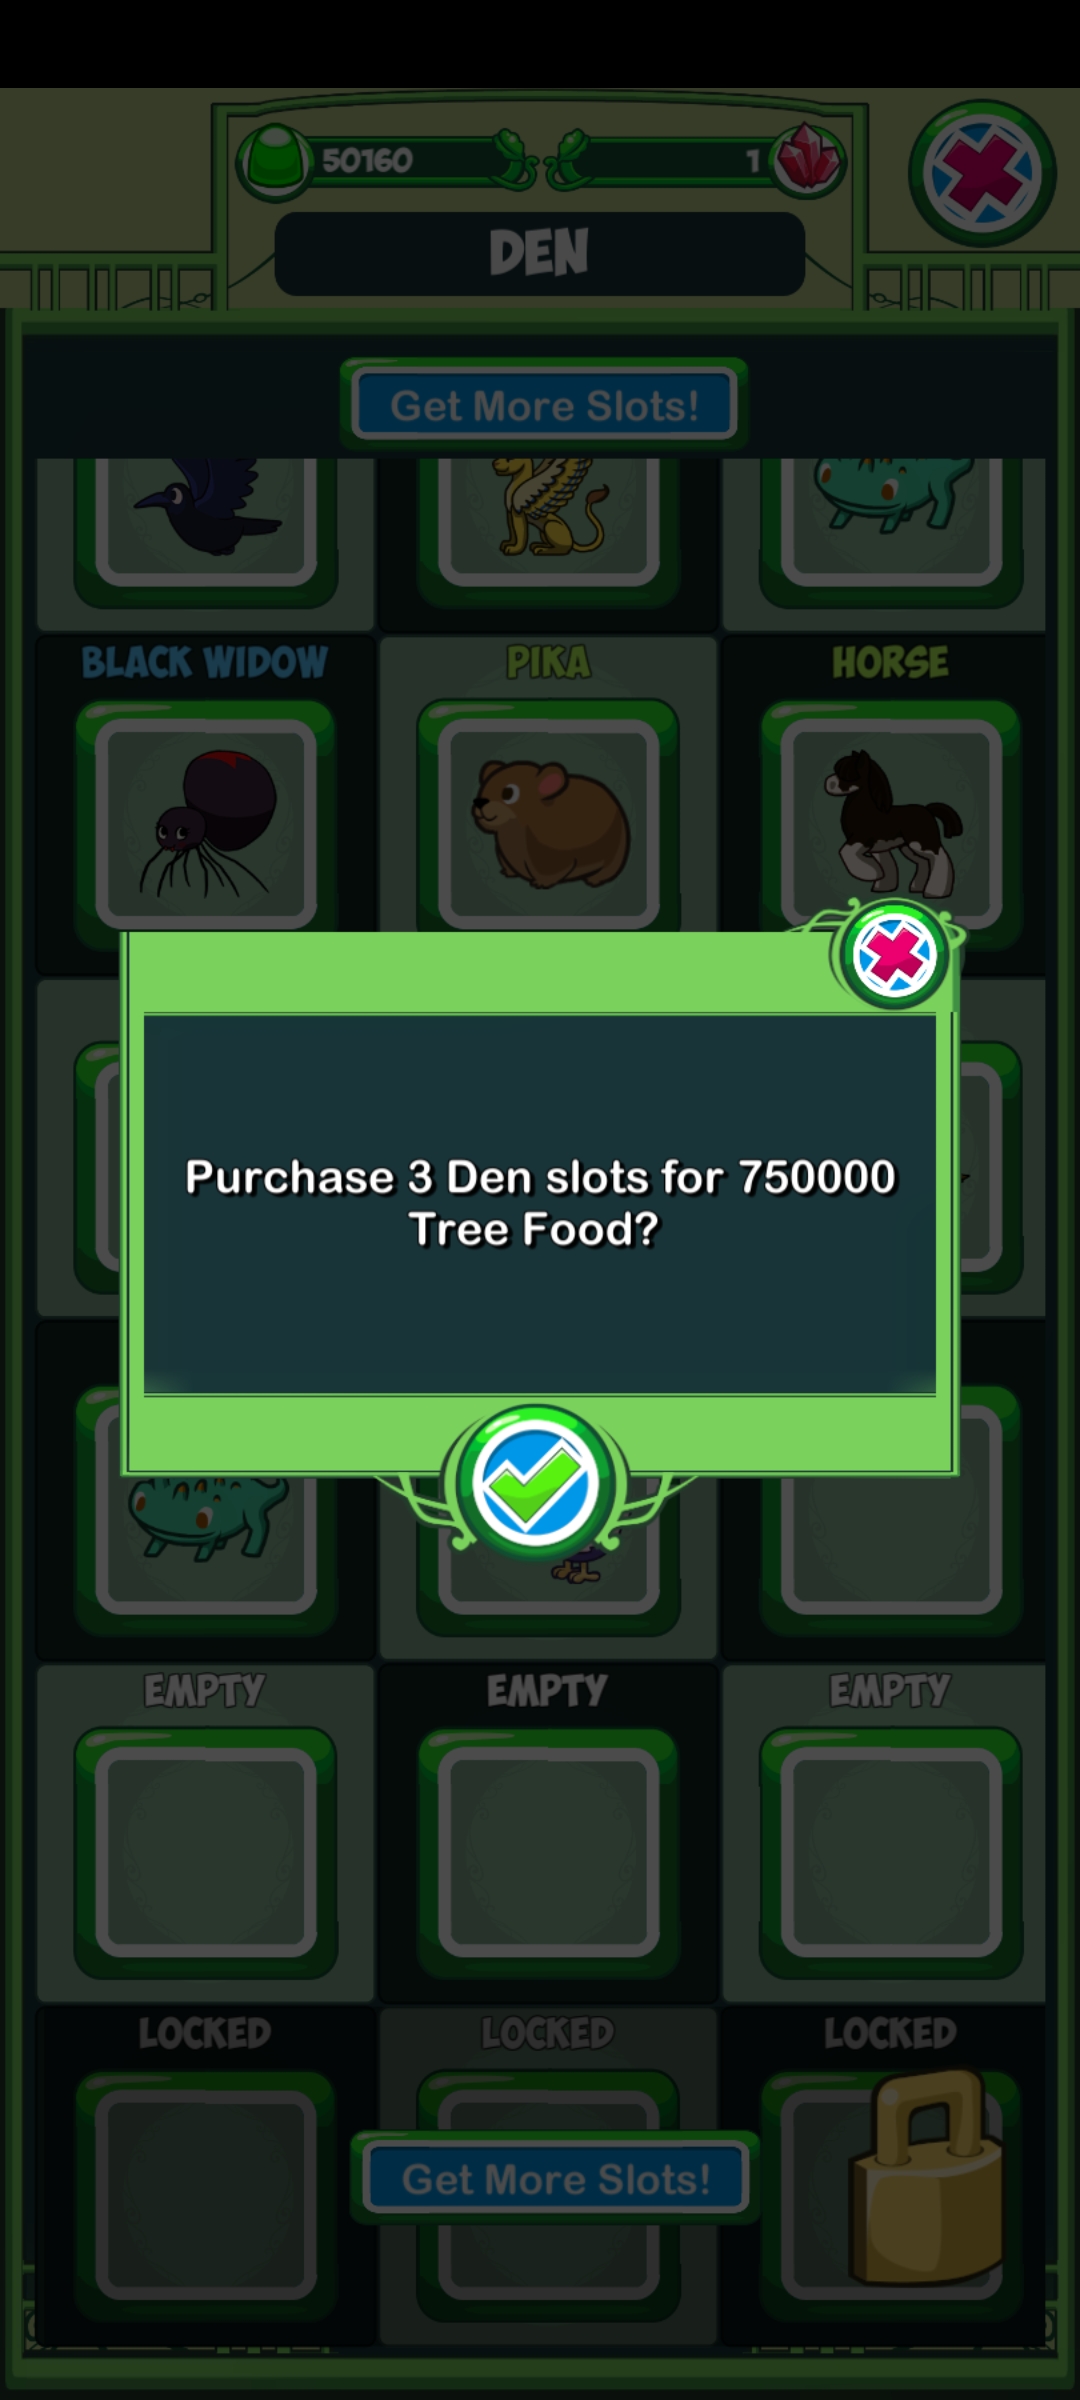 50160
1
DEN
Get More Slots!
BLACK WIDOW
PIKA
HORSE
Purchase 3 Den slots for 750000
Tree Food?
EMPTY
EMPTY
EMPTY
LOCKED
LOCKED
LOCKED
Get More Slots!